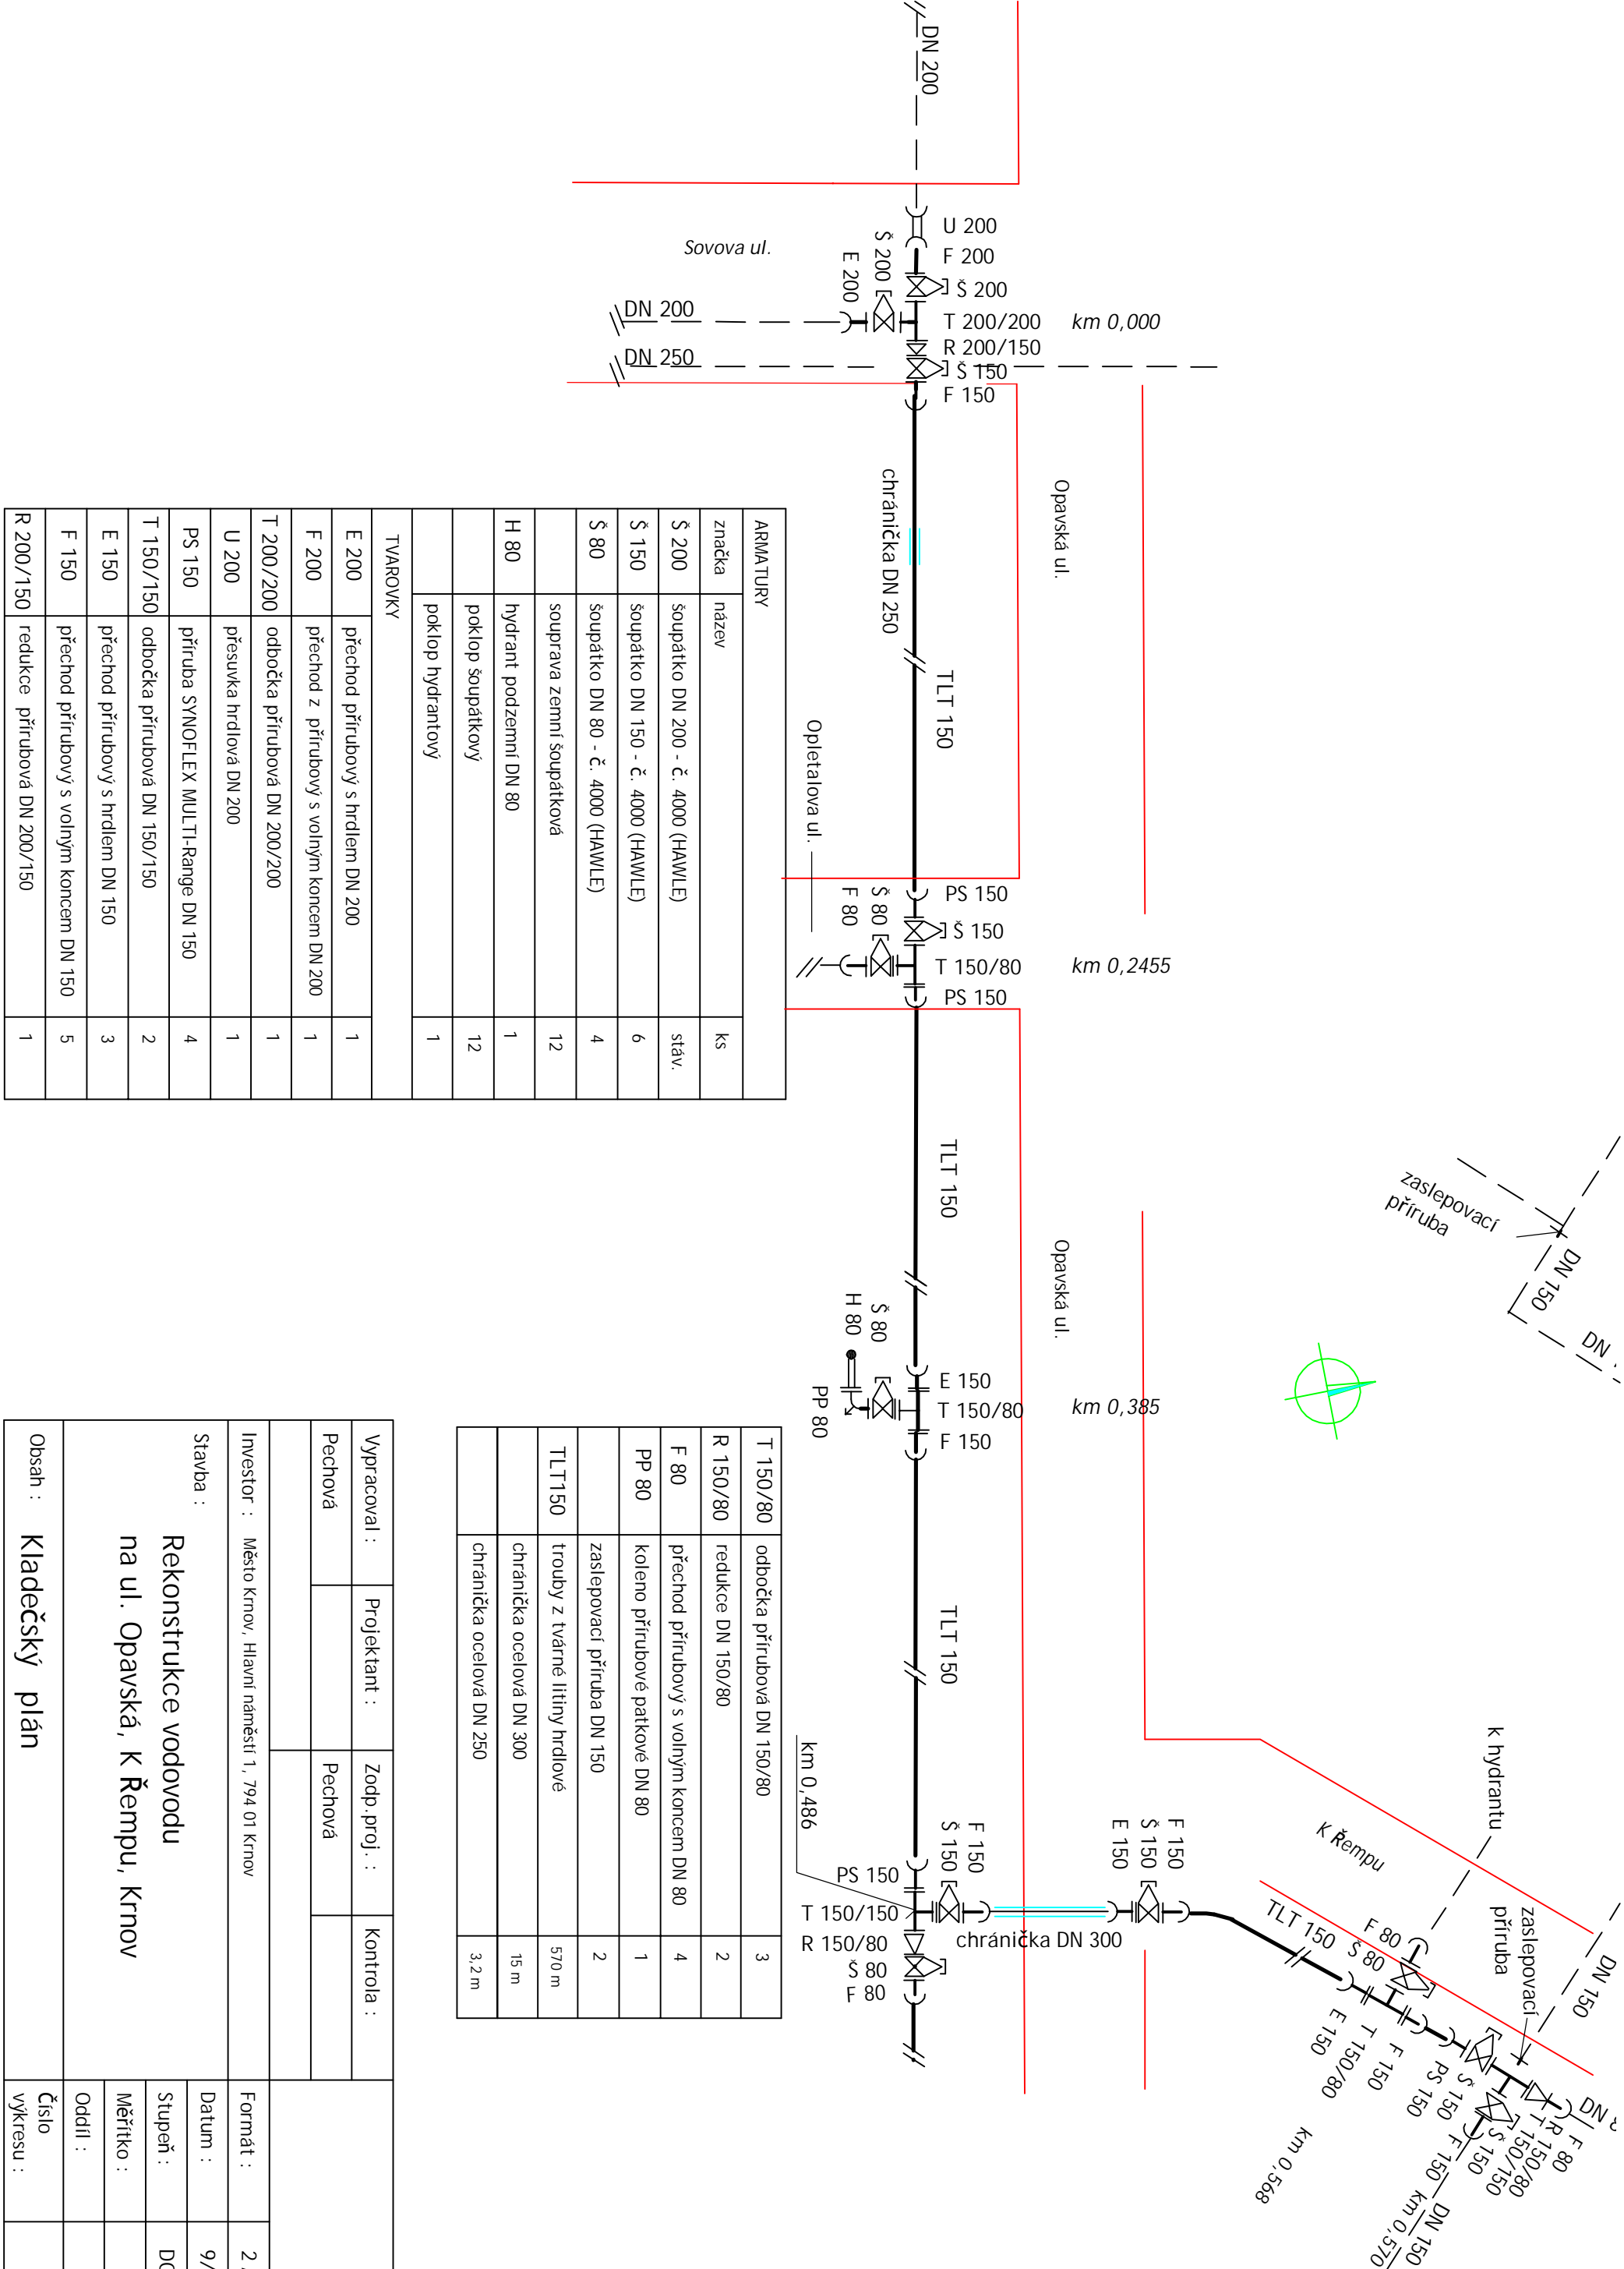 DN 200
U 200
F 200
Š 200
T 200/200 km 0,000
R 200/150
Š 150
F 150
Š 200
E 200
Sovova ul.
DN 200
DN 250
Opavská ul.
chránička DN 250
TLT 150
Opletalova ul.
PS 150
Š 150
T 150/80 km 0,2455
PS 150
Š 80
F 80
TLT 150
Opavská ul.
zaslepovací
příruba
DN 150
DN
E 150
T 150/80 km 0,385
F 150
Š 80
H 80
PP 80
TLT 150
km 0,486
PS 150
T 150/150
R 150/80
Š 80
F 80
F 150
Š 150
chránička DN 300
F 150
Š 150
E 150
K Řempu
k hydrantu
TLT 150
F 80
Š 80
zaslepovací
příruba
DN 150
E 150
T 150/80
F 150
PS 150
Š 150
DN 8
F 80
R 150/80
T 150/150
Š 150
F 150
km 0,568
DN 150
km 0,570
ARMATURY
značka název ks
Š 200 šoupátko DN 200 - č. 4000 (HAWLE) stáv.
Š 150 šoupátko DN 150 - č. 4000 (HAWLE) 6
Š 80 šoupátko DN 80 - č. 4000 (HAWLE) 4
souprava zemní šoupátková 12
H 80 hydrant podzemní DN 80 1
poklop šoupátkový 12
poklop hydrantový 1
TVAROVKY
E 200 přechod přírubový s hrdlem DN 200 1
F 200 přechod z přírubový s volným koncem DN 200 1
T 200/200 odbočka přírubová DN 200/200 1
U 200 přesuvka hrdlová DN 200 1
PS 150 příruba SYNOFLEX MULTI-Range DN 150 4
T 150/150 odbočka přírubová DN 150/150 2
E 150 přechod přírubový s hrdlem DN 150 3
F 150 přechod přírubový s volným koncem DN 150 5
R 200/150 redukce přírubová DN 200/150 1
T 150/80 odbočka přírubová DN 150/80 3
R 150/80 redukce DN 150/80 2
F 80 přechod přírubový s volným koncem DN 80 4
PP 80 koleno přírubové patkové DN 80 1
zaslepovací příruba DN 150 2
TLT150 trouby z tvárné litiny hrdlové 570 m
chránička ocelová DN 300 15 m
chránička ocelová DN 250 3,2 m
Vypracoval : Projektant : Zodp.proj. : Kontrola :
Pechová Pechová
Investor : Město Krnov, Hlavní náměstí 1, 794 01 Krnov
Stavba :
Rekonstrukce vodovodu
na ul. Opavská, K Řempu, Krnov
Obsah : Kladečský plán
Formát : 2
Datum : 9/
Stupeň :
Měřítko :
Oddíl :
Číslo
výkresu :